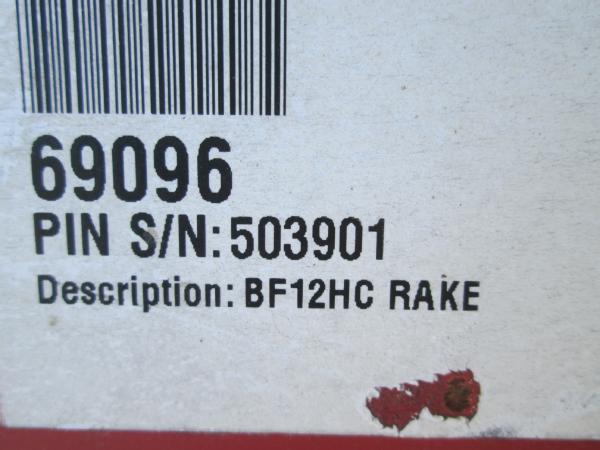 69096
PIN S/N: 503901
Description: BF12HC RAKE